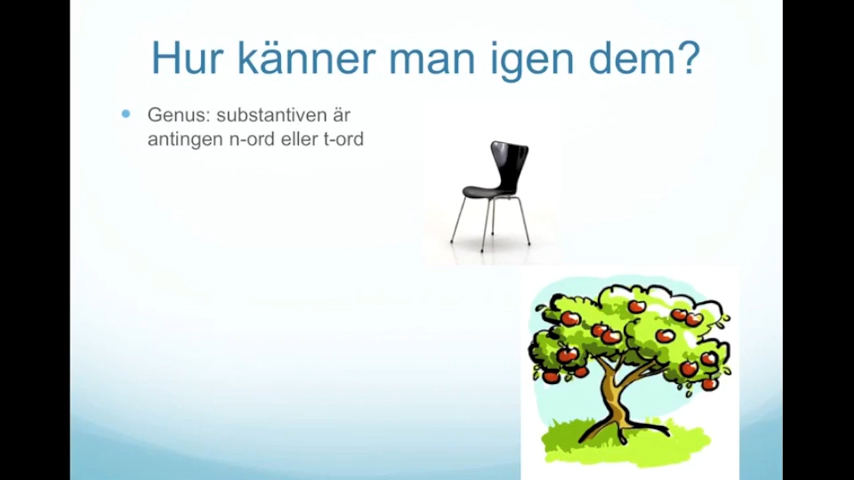 Hur känner man igen dem?
Genus: substantiven är
antingen n-ord eller t-ord